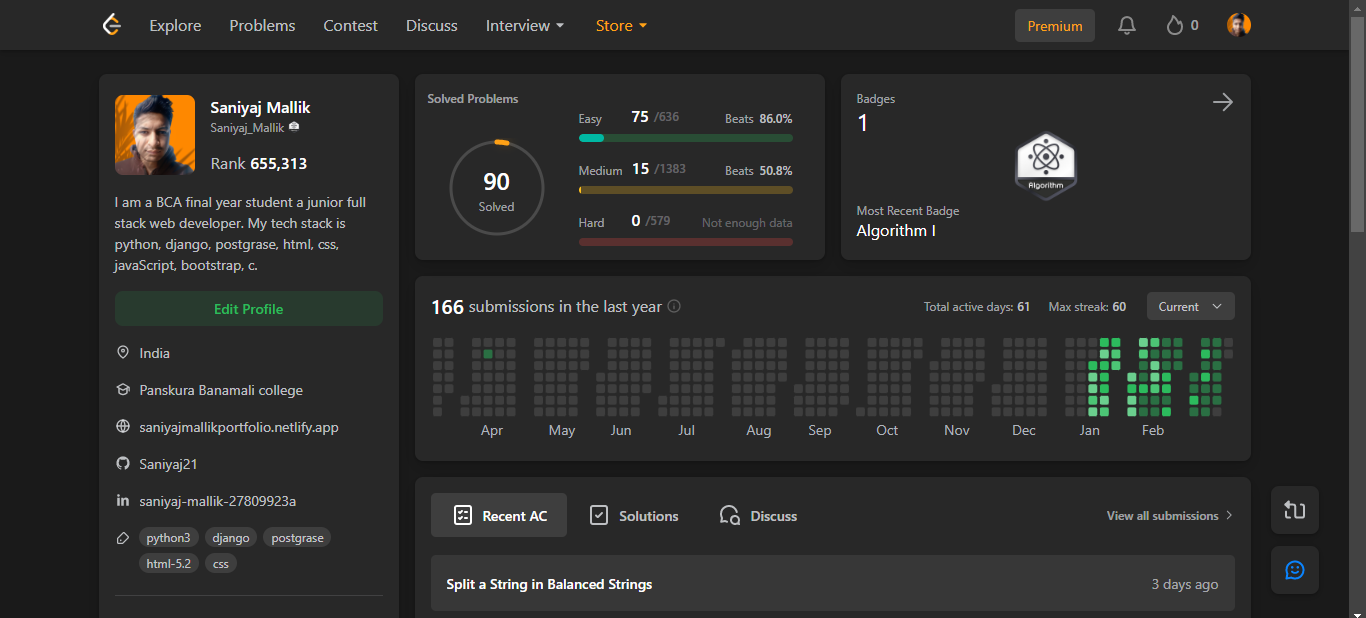 Explore Problems Contest Discuss Interview Store Premium 0
Saniyaj Mallik
Saniyaj_Mallik
Rank 655,313
I am a BCA final year student a junior full
stack web developer. My tech stack is
python, django, postgrase, html, css,
javaScript, bootstrap, c.
Edit Profile
India
Panskura Banamali college
saniyajmallikportfolio.netlify.app
Saniyaj21
in saniyaj-mallik-27809923a
python3 django postgrase
html-5.2 css
Solved Problems
90
Solved
Easy 75 /636 Beats 86.0%
Medium 15 /1383 Beats 50.8%
Hard 0 /579 Not enough data
Badges
1
Algorithm
Most Recent Badge
Algorithm I
166 submissions in the last year
Total active days: 61 Max streak: 60 Current
Apr May Jun Jul Aug Sep Oct Nov Dec Jan Feb
Recent AC Solutions Discuss View all submissions
Split a String in Balanced Strings 3 days ago